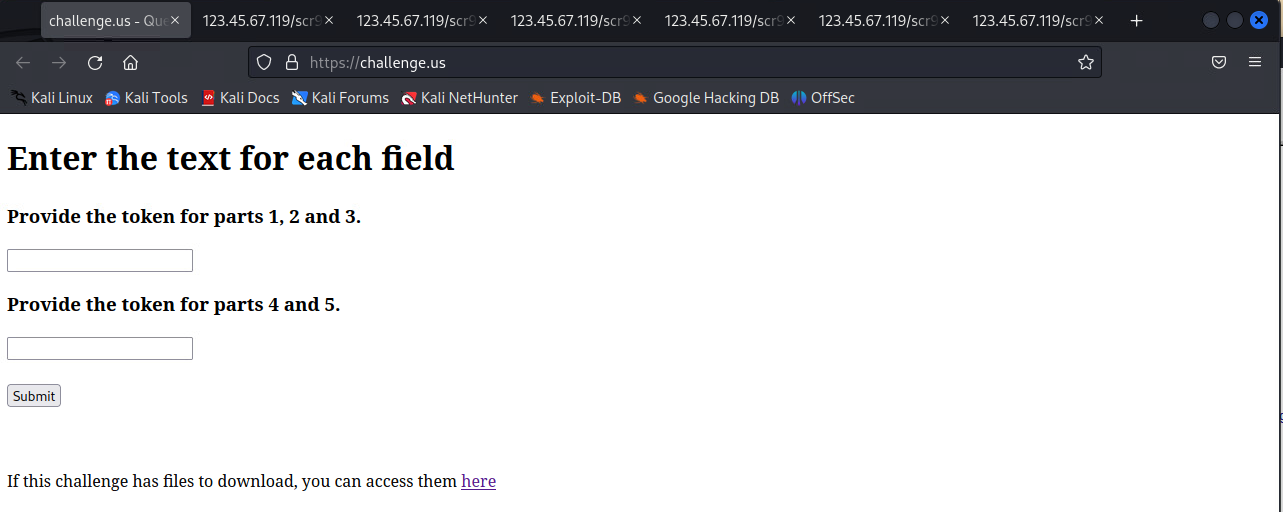 challenge.us - Que
123.45.67.119/scr9
123.45.67.119/scr9
123.45.67.119/scr9
123.45.67.119/scr9
123.45.67.119/scr9
123.45.67.119/scr9
https://challenge.us
Kali Linux Kali Tools Kali Docs Kali Forums Kali NetHunter Exploit-DB Google Hacking DB OffSec
Enter the text for each field
Provide the token for parts 1, 2 and 3.
Provide the token for parts 4 and 5.
Submit
If this challenge has files to download, you can access them here